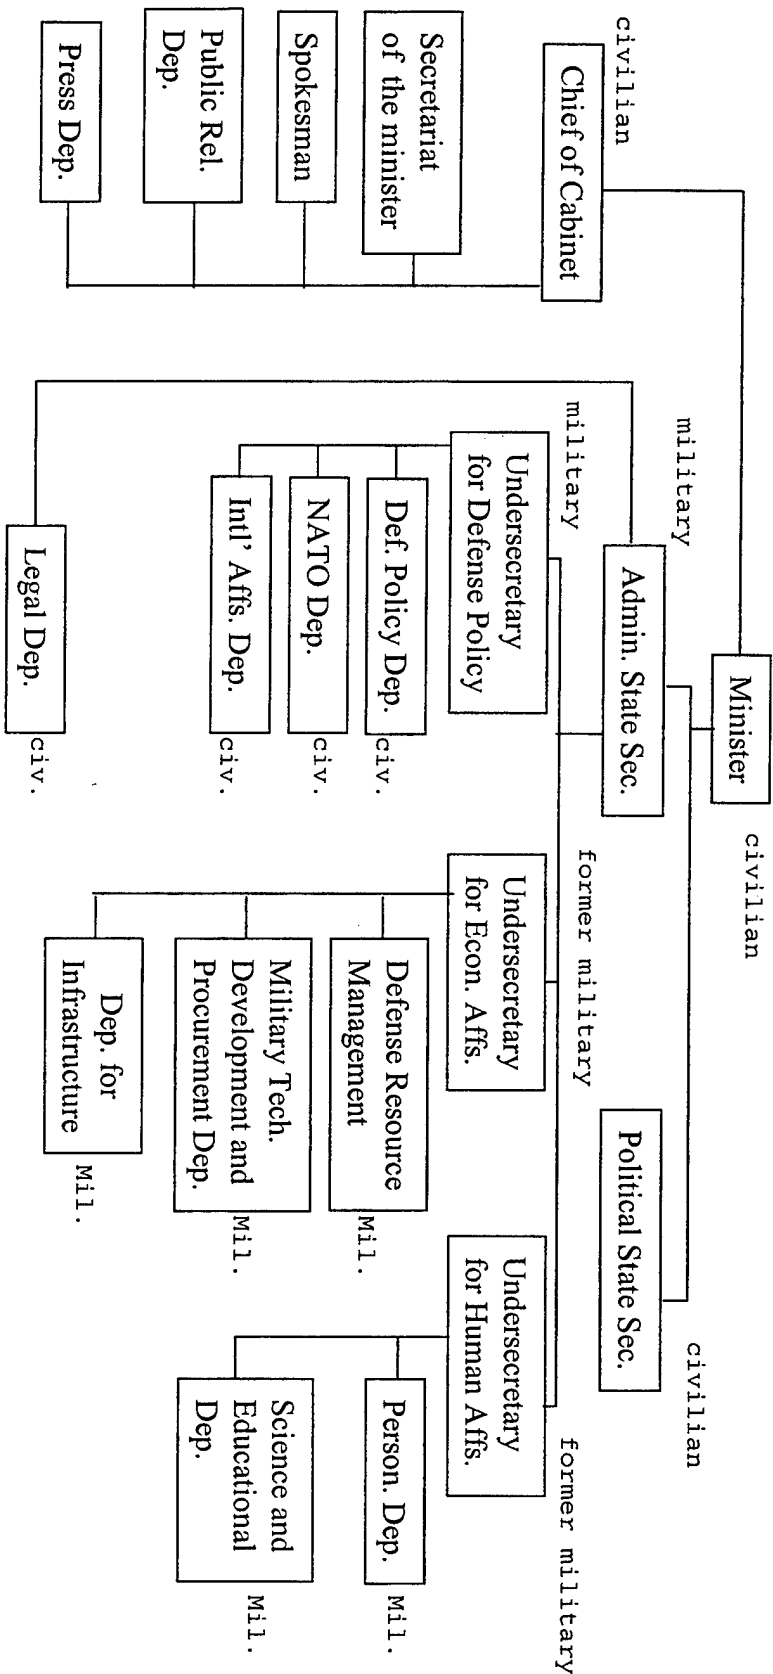 Minister
civilian
civilian
Chief of Cabinet
Secretariat
of the minister
Spokesman
Public Rel.
Dep.
Press Dep.
military
Admin. State Sec.
Political State Sec.
civilian
military
Undersecretary
for Defense Policy
Def. Policy Dep.
civ.
NATO Dep.
civ.
Intl' Affs. Dep.
civ.
Legal Dep.
civ.
former military
Undersecretary
for Econ. Affs.
Defense Resource
Management
Mil.
Military Tech.
Development and
Procurement Dep.
Mil.
Dep. for
Infrastructure
Mil.
former military
Undersecretary
for Human Affs.
Person. Dep.
Mil.
Science and
Educational
Dep.
Mil.